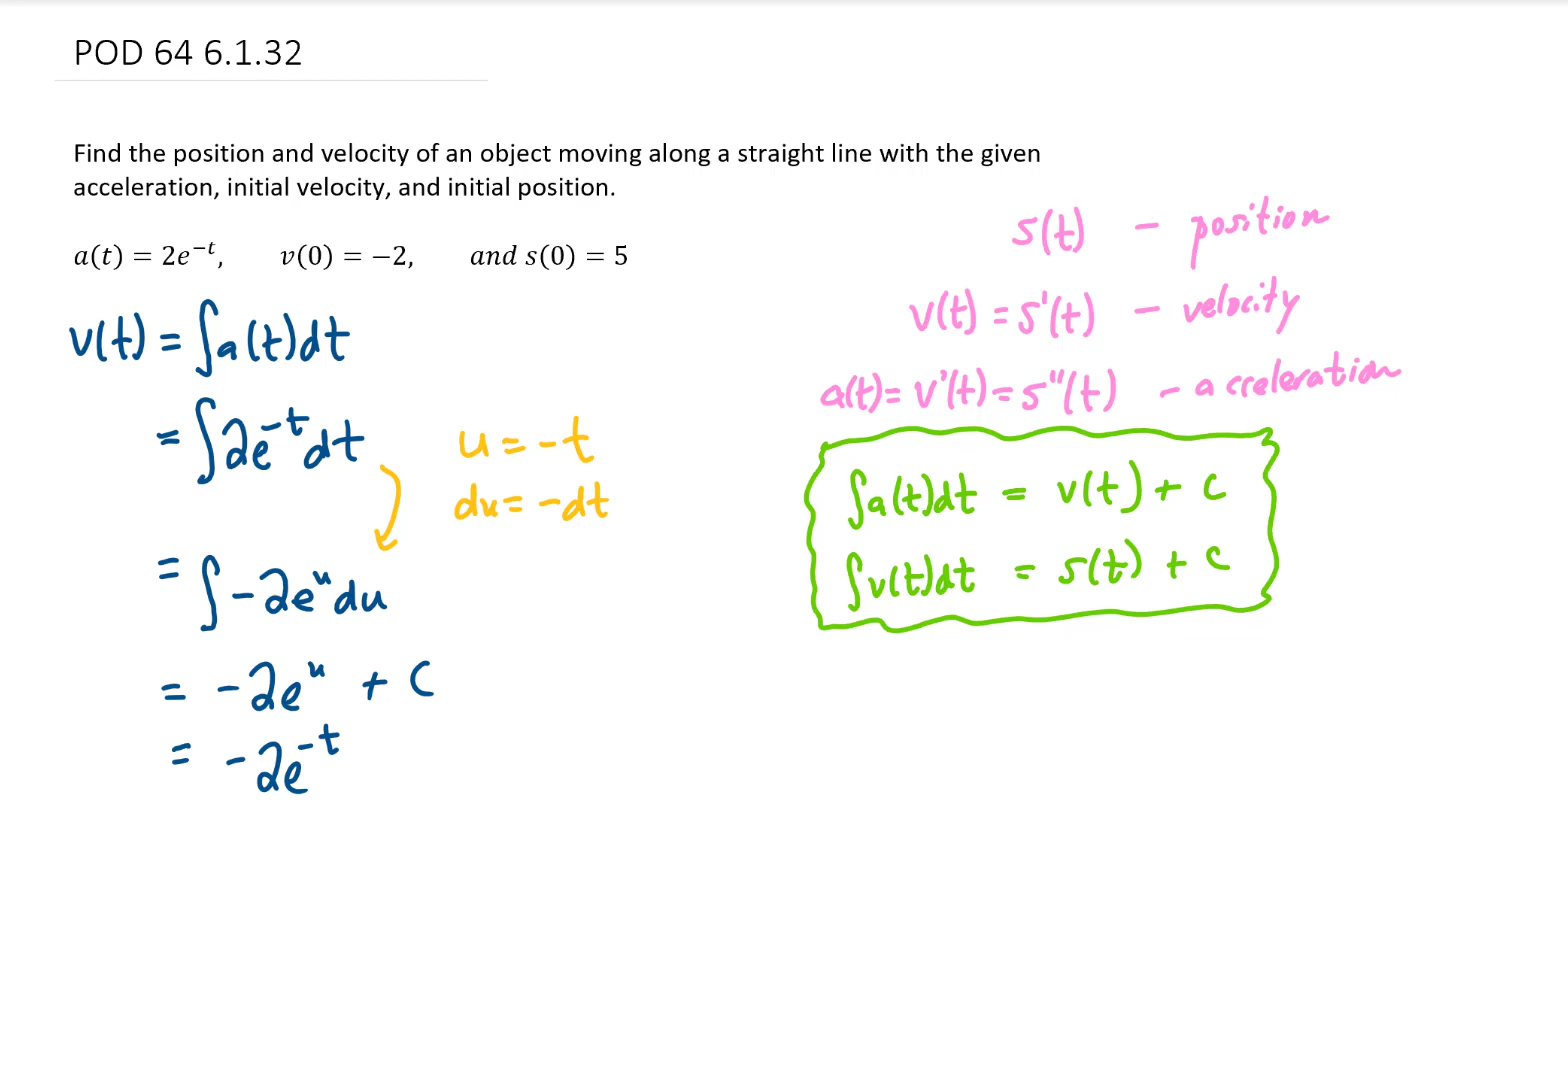 POD 64 6.1.32
Find the position and velocity of an object moving along a straight line with the given
acceleration, initial velocity, and initial position.
a(t) = 2e^{−t},  v(0) = −2,  and s(0) = 5
s(t) - position
v(t) = s'(t) - velocity
a(t) = v'(t) = s''(t) - acceleration
∫a(t)dt = v(t) + c
∫v(t)dt = s(t) + c
v(t) = ∫a(t)dt
= ∫2e^{-t}dt
u = -t
du = -dt
= ∫-2e^{u}du
= -2e^{u} + C
= -2e^{-t}